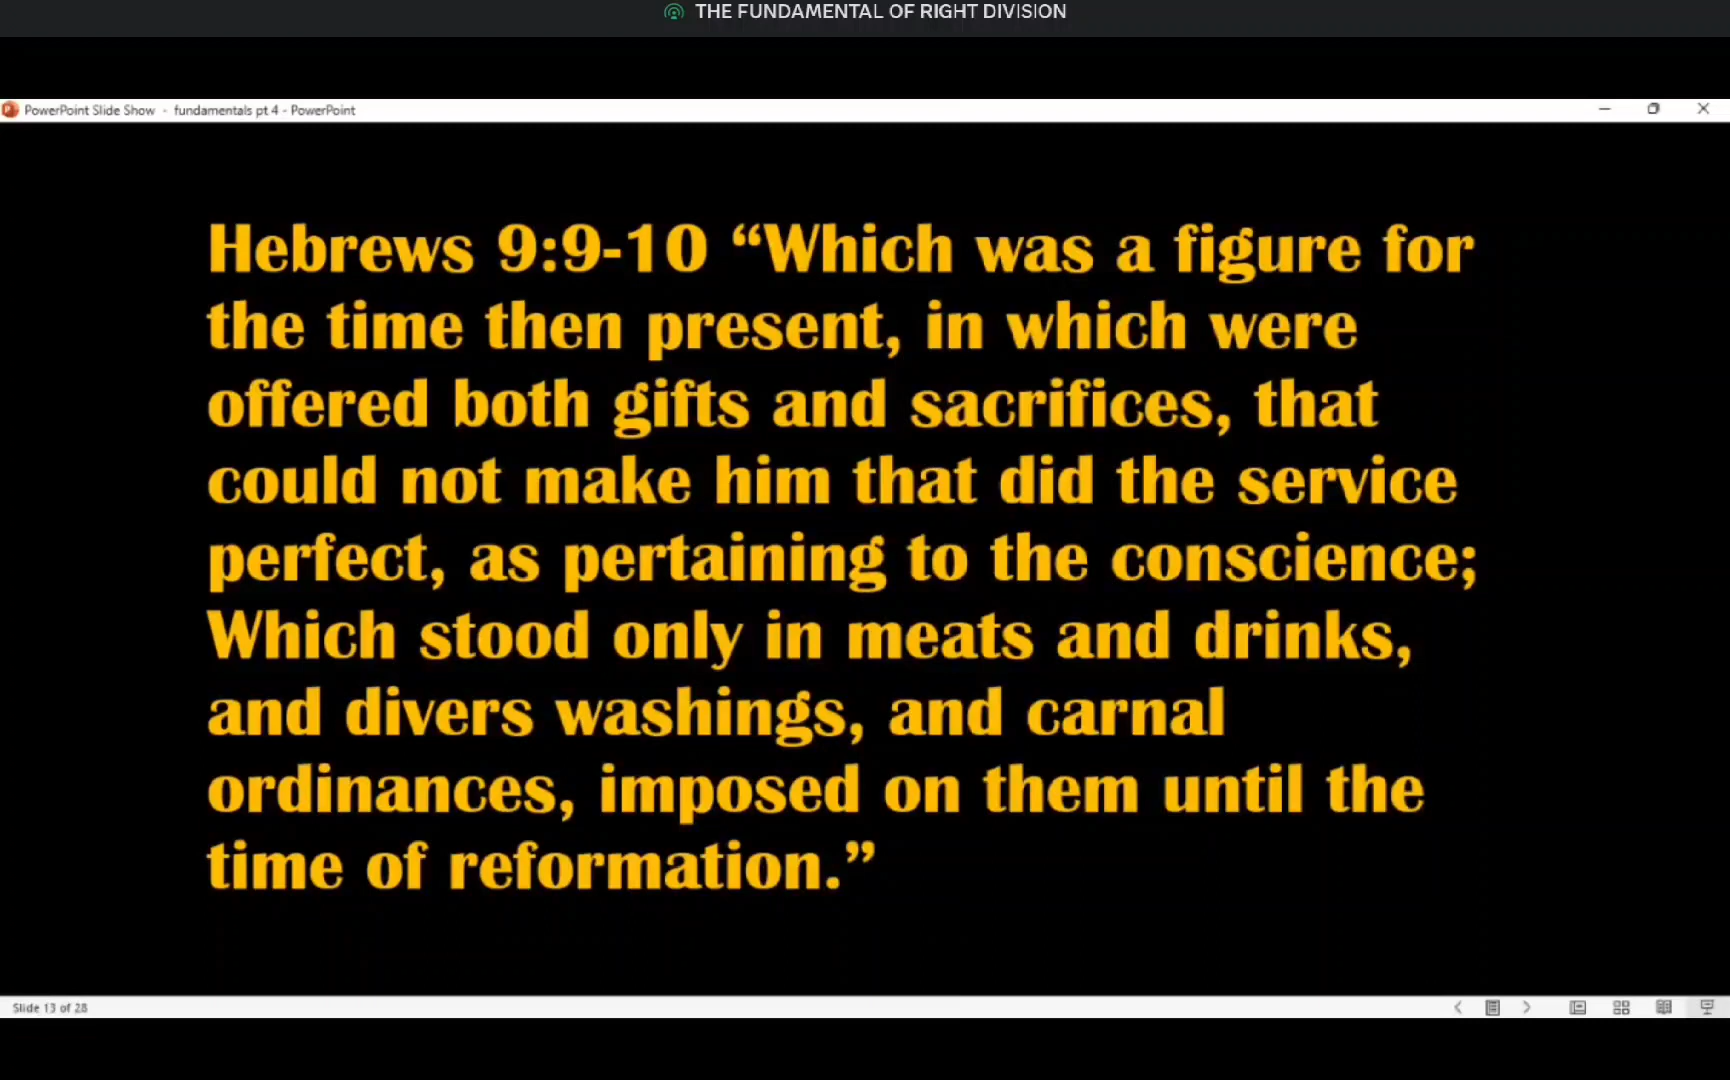 THE FUNDAMENTAL OF RIGHT DIVISION
PowerPoint Slide Show - fundamentals pt 4 - PowerPoint
Hebrews 9:9-10 “Which was a figure for
the time then present, in which were
offered both gifts and sacrifices, that
could not make him that did the service
perfect, as pertaining to the conscience;
Which stood only in meats and drinks,
and divers washings, and carnal
ordinances, imposed on them until the
time of reformation.”
Slide 13 of 28